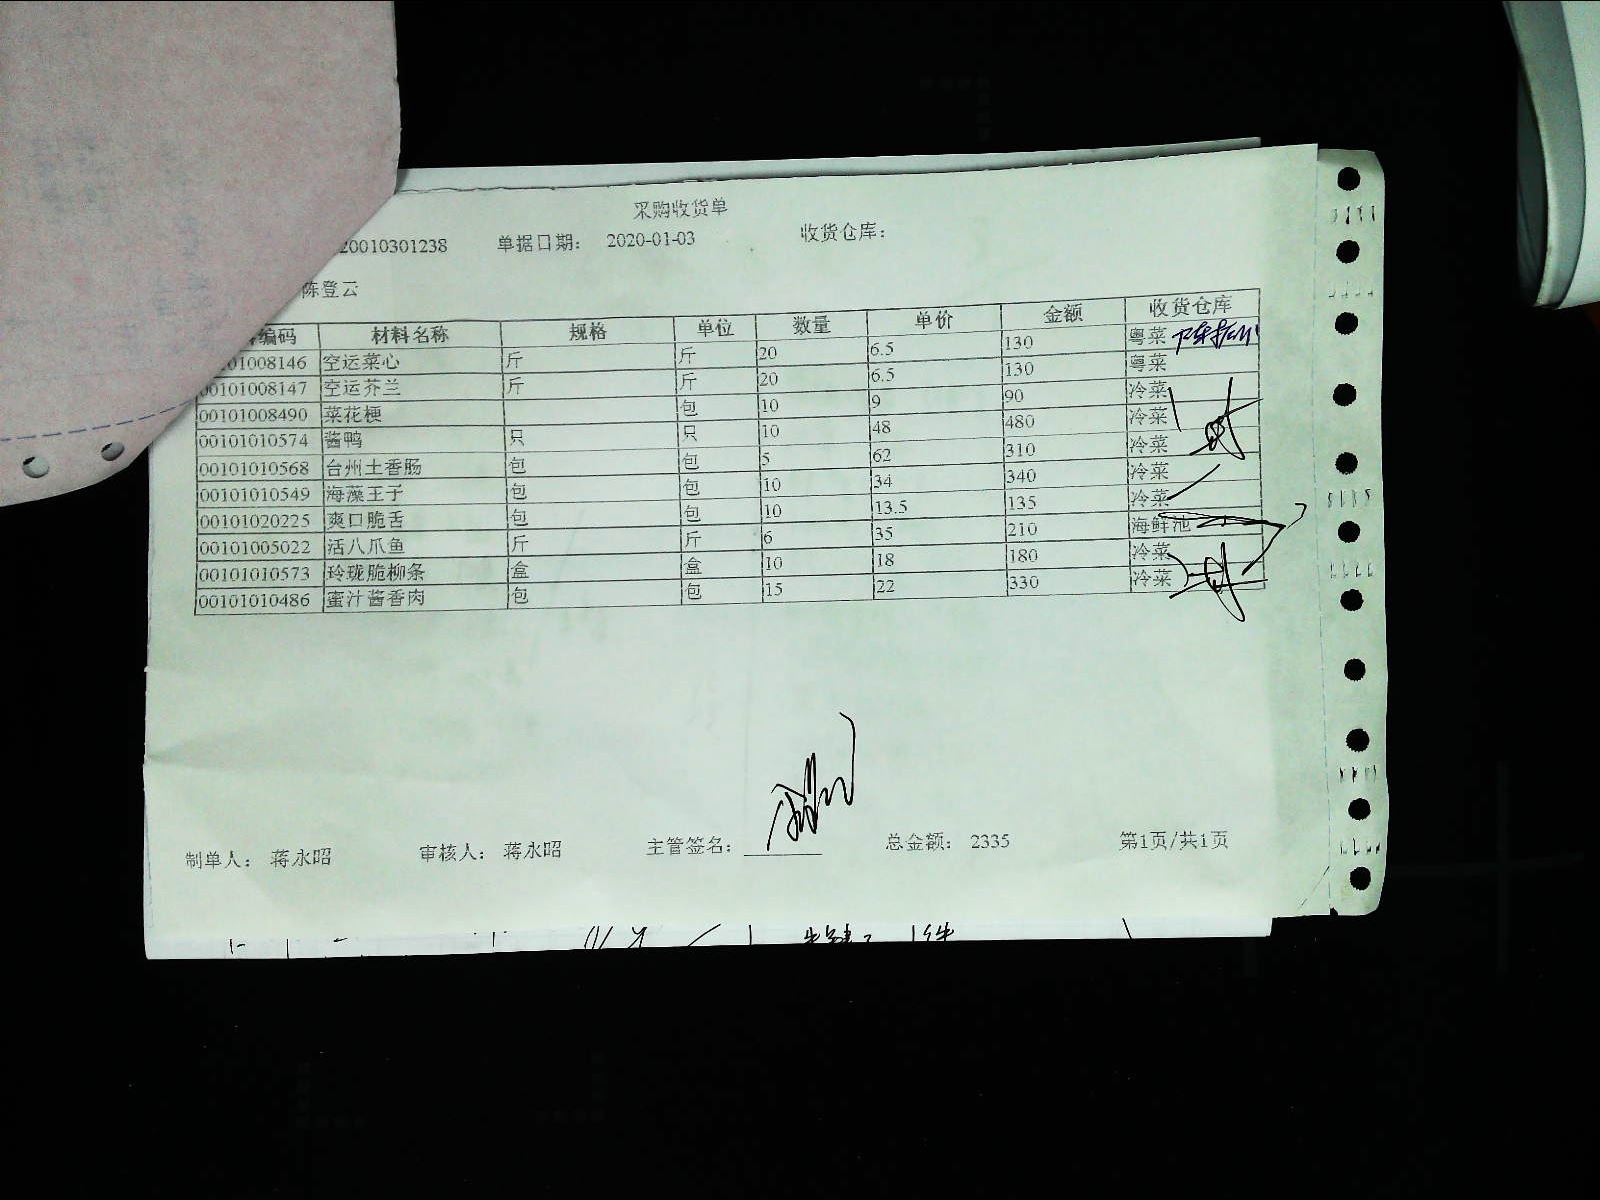 采购收货单
20010301238 单据日期： 2020-01-03 收货仓库：
陈登云
编码 材料名称 规格 单位 数量 单价 金额 收货仓库
01008146 空运菜心 斤 斤 20 6.5 130 粤菜
00101008147 空运芥兰 斤 斤 20 6.5 130 粤菜
00101008490 菜花梗 包 10 9 90 冷菜
00101010574 酱鸭 只 只 10 48 480 冷菜
00101010568 台州土香肠 包 包 5 62 310 冷菜
00101010549 海藻王子 包 包 10 34 340 冷菜
00101020225 爽口脆舌 包 包 10 13.5 135 冷菜
00101005022 活八爪鱼 斤 斤 6 35 210 海鲜池
00101010573 玲珑脆柳条 盒 盒 10 18 180 冷菜
00101010486 蜜汁酱香肉 包 包 15 22 330 冷菜
制单人： 蒋永昭 审核人： 蒋永昭 主管签名： 总金额： 2335 第1页/共1页